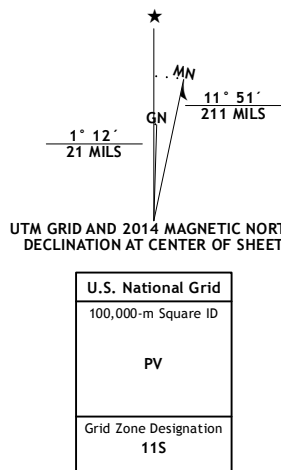 MN
GN
11° 51´
211 MILS
1° 12´
21 MILS
UTM GRID AND 2014 MAGNETIC NORT
DECLINATION AT CENTER OF SHEET
U.S. National Grid
100,000-m Square ID
PV
Grid Zone Designation
11S